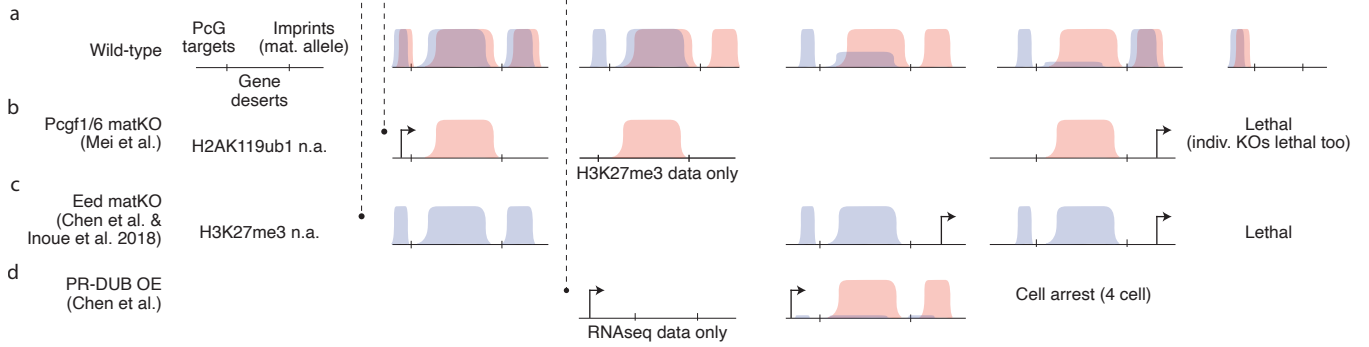 a
Wild-type
PcG
targets
Imprints
(mat. allele)
Gene
deserts
b
Pcgf1/6 matKO
(Mei et al.)
H2AK119ub1 n.a.
H3K27me3 data only
Lethal
(indiv. KOs lethal too)
c
Eed matKO
(Chen et al. &
Inoue et al. 2018)
H3K27me3 n.a.
Lethal
d
PR-DUB OE
(Chen et al.)
RNAseq data only
Cell arrest (4 cell)